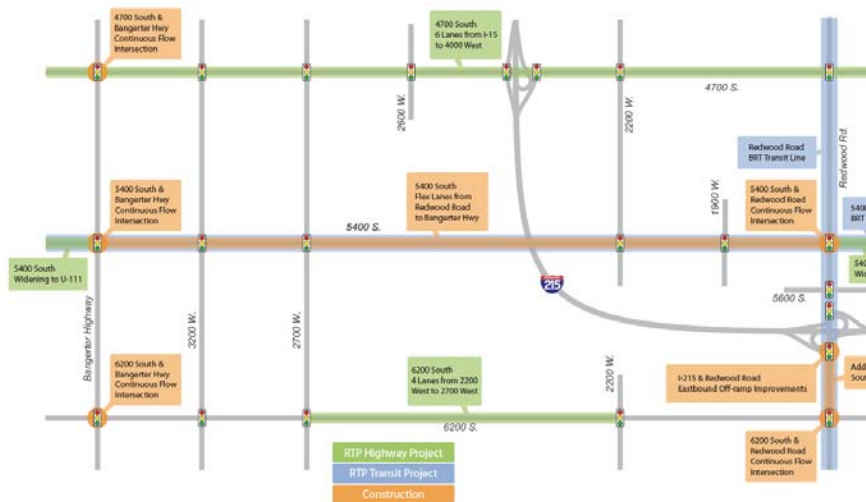 4700 South &
Bangerter Hwy
Continuous Flow
Intersection
4700 South
6 Lanes from I-15
to 4000 West
2600 W.
2200 W.
4700 S.
Redwood Rd.
Redwood Road
BRT Transit Line
5400 South &
Bangerter Hwy
Continuous Flow
Intersection
5400 South
Flex Lanes from
Redwood Road
to Bangerter Hwy
1900 W.
5400 South &
Redwood Road
Continuous Flow
Intersection
5400
BRT
5400 S.
5400 South
Widening to U-111
215
5600 S.
Bangerter Highway
3200 W.
2700 W.
6200 South &
Bangerter Hwy
Continuous Flow
Intersection
6200 South
4 Lanes from 2200
West to 2700 West
2200 W.
I-215 & Redwood Road
Eastbound Off-ramp Improvements
Add
Sout
6200 S.
6200 South &
Redwood Road
Continuous Flow
Intersection
RTP Highway Project
RTP Transit Project
Construction